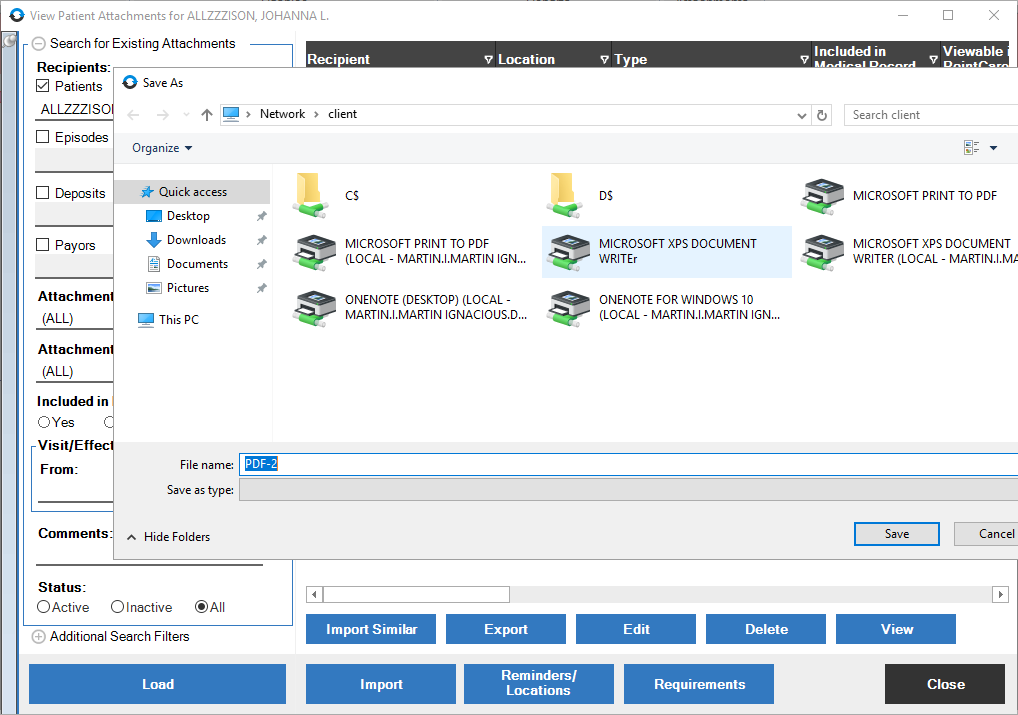 View Patient Attachments for ALLZZZISON, JOHANNA L.
Search for Existing Attachments
Recipients:
Patients
ALLZZZISON
Episodes
Deposits
Payors
Attachment
(ALL)
Attachment
(ALL)
Included in
Yes
Visit/Effect
From:
Comments:
Status:
Active Inactive All
Additional Search Filters
Load
Recipient Location Type Included in Medical Record Viewable i PointCare
Save As
Network client
Search client
Organize
Quick access
Desktop
Downloads
Documents
Pictures
This PC
C$
D$
MICROSOFT PRINT TO PDF
MICROSOFT PRINT TO PDF
(LOCAL - MARTIN.I.MARTIN IGN...
MICROSOFT XPS DOCUMENT
WRITEr
MICROSOFT XPS DOCUMENT
WRITER (LOCAL - MARTIN.I.MA
ONENOTE (DESKTOP) (LOCAL -
MARTIN.I.MARTIN IGNACIOUS.D...
ONENOTE FOR WINDOWS 10
(LOCAL - MARTIN.I.MARTIN IGN...
File name: PDF-2
Save as type:
Hide Folders
Save
Cancel
Import Similar
Export
Edit
Delete
View
Import
Reminders/
Locations
Requirements
Close